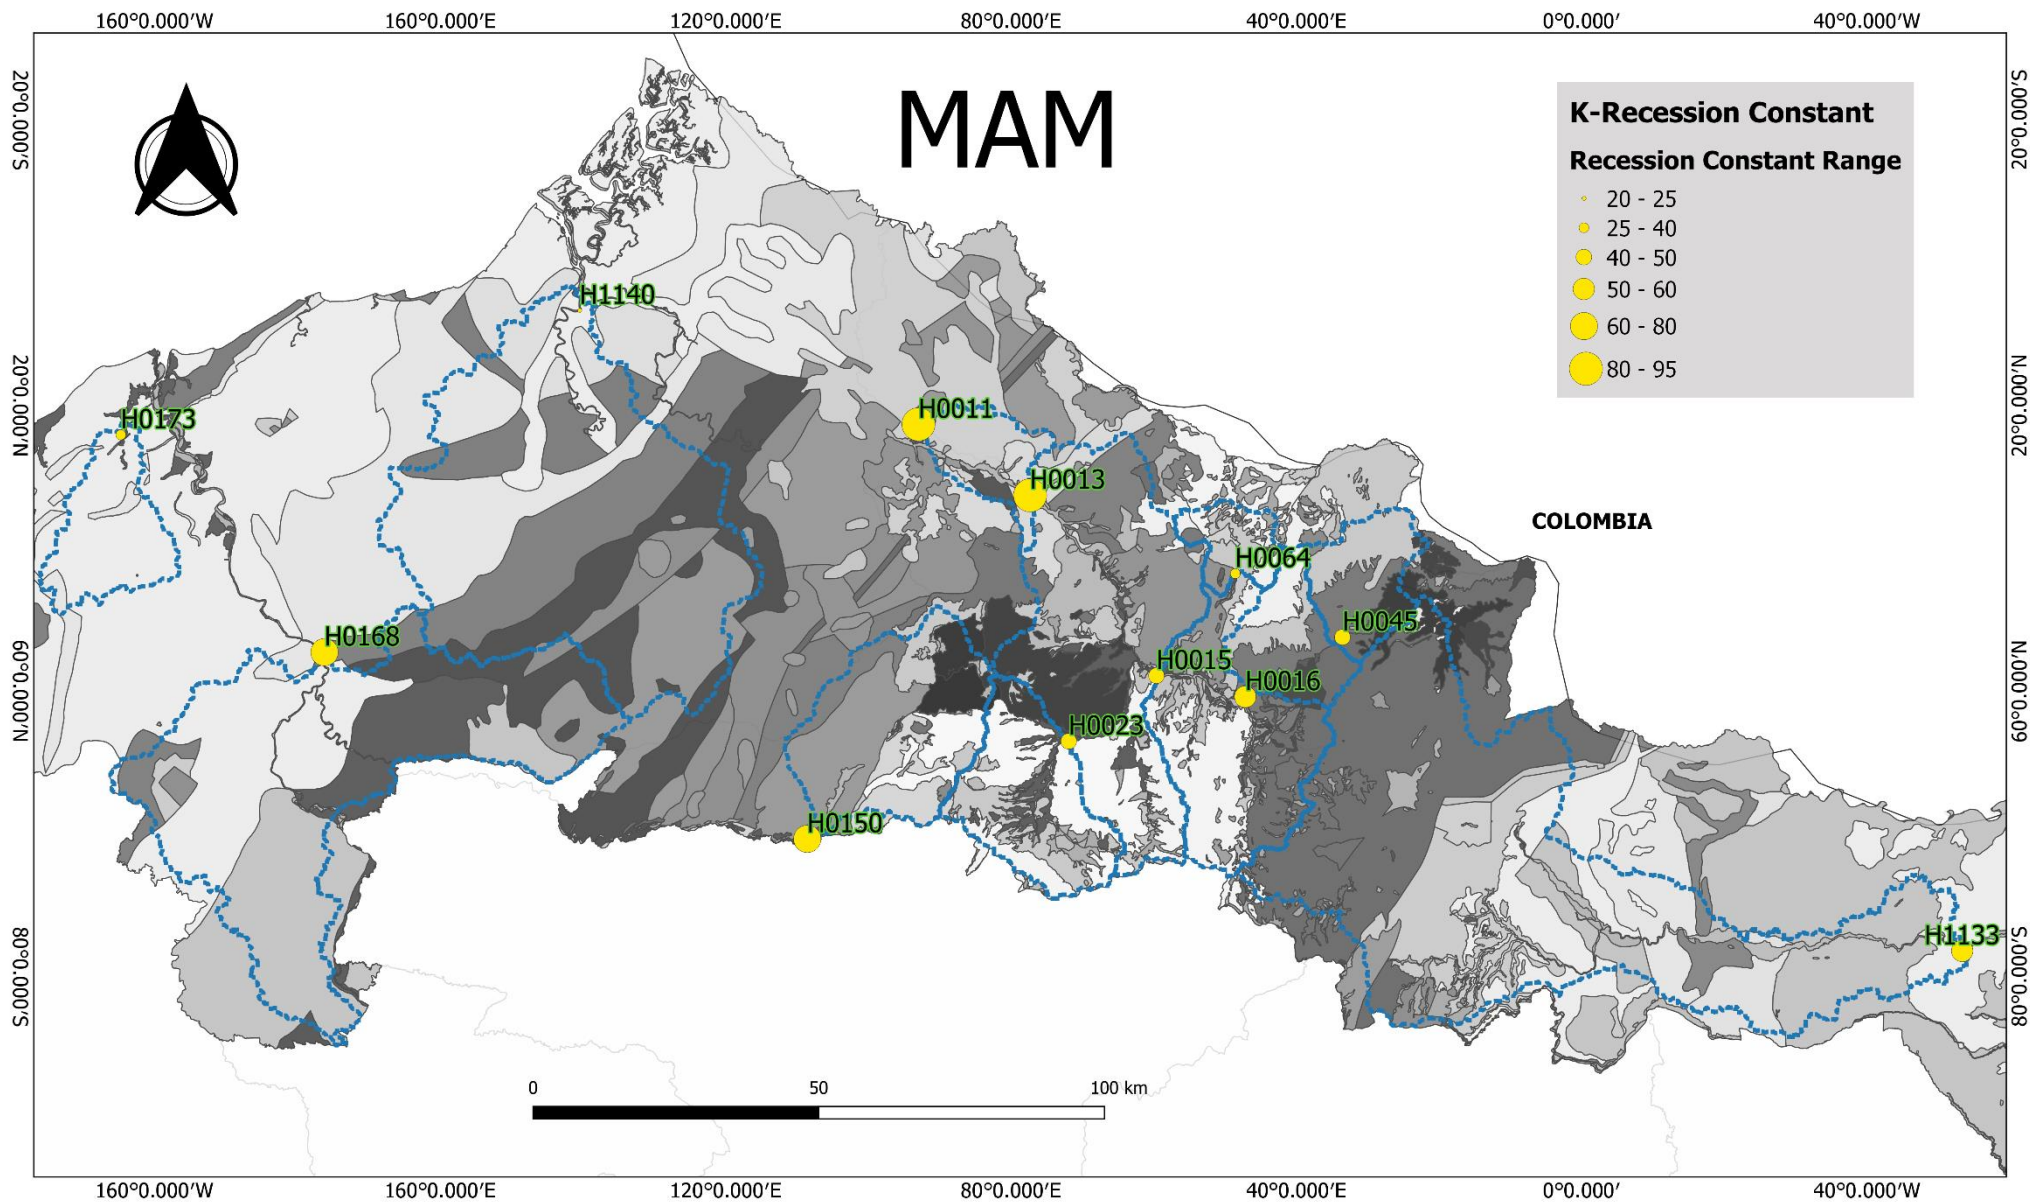 160°0.000′W 160°0.000′E 120°0.000′E 80°0.000′E 40°0.000′E 0°0.000′ 40°0.000′W
20°0.000′S
20°0.000′N
60°0.000′N
80°0.000′S
MAM
K-Recession Constant
Recession Constant Range
20 - 25
25 - 40
40 - 50
50 - 60
60 - 80
80 - 95
H1140
H0173
H0011
H0013
COLOMBIA
H0064
H0168
H0045
H0015
H0016
H0023
H0150
H1133
0 50 100 km
20°0.000′S
20°0.000′N
60°0.000′N
80°0.000′S
160°0.000′W 160°0.000′E 120°0.000′E 80°0.000′E 40°0.000′E 0°0.000′ 40°0.000′W